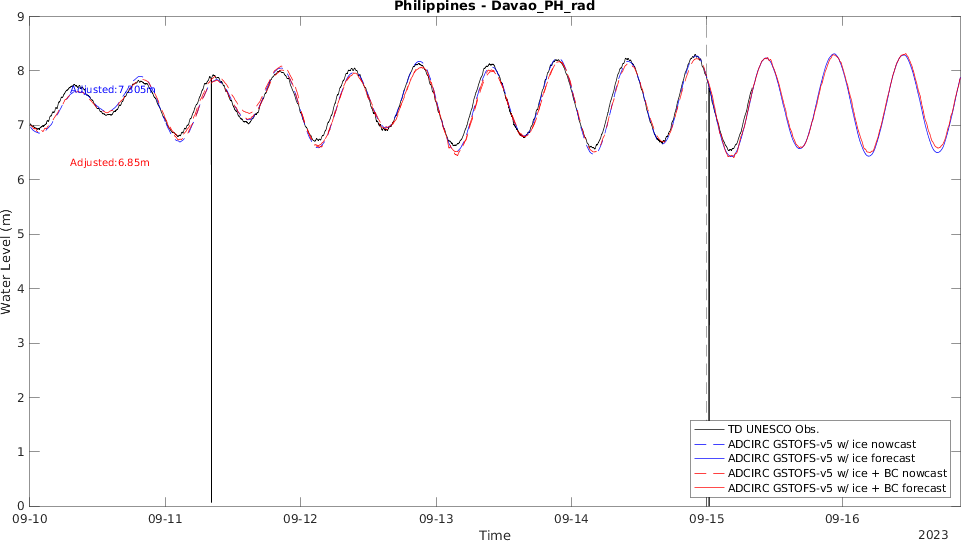 Philippines - Davao_PH_rad
9
8
7
6
5
4
3
2
1
0
Water Level (m)
Adjusted:7.905m
Adjusted:6.85m
TD UNESCO Obs.
ADCIRC GSTOFS-v5 w/ ice nowcast
ADCIRC GSTOFS-v5 w/ ice forecast
ADCIRC GSTOFS-v5 w/ ice + BC nowcast
ADCIRC GSTOFS-v5 w/ ice + BC forecast
09-10 09-11 09-12 09-13 09-14 09-15 09-16
Time
2023